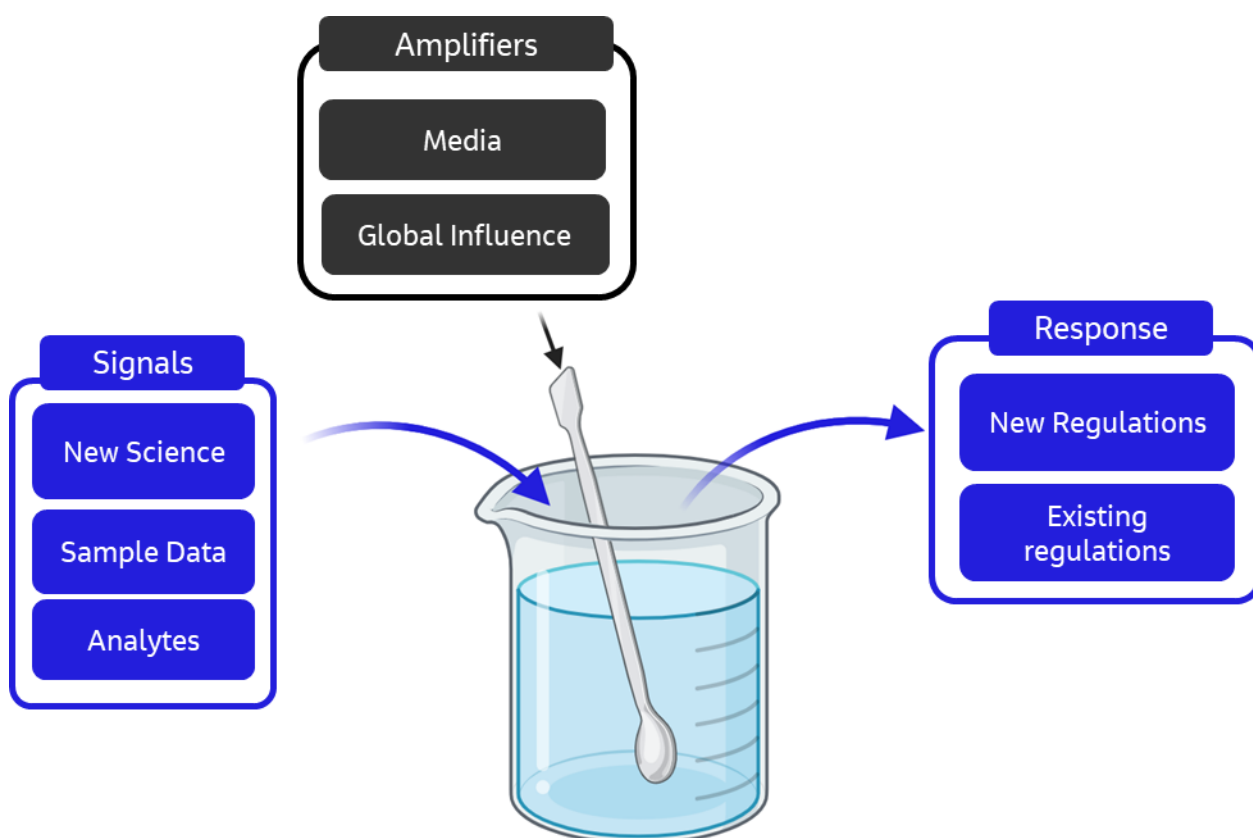 Amplifiers
Media
Global Influence
Signals
New Science
Sample Data
Analytes
Response
New Regulations
Existing
regulations